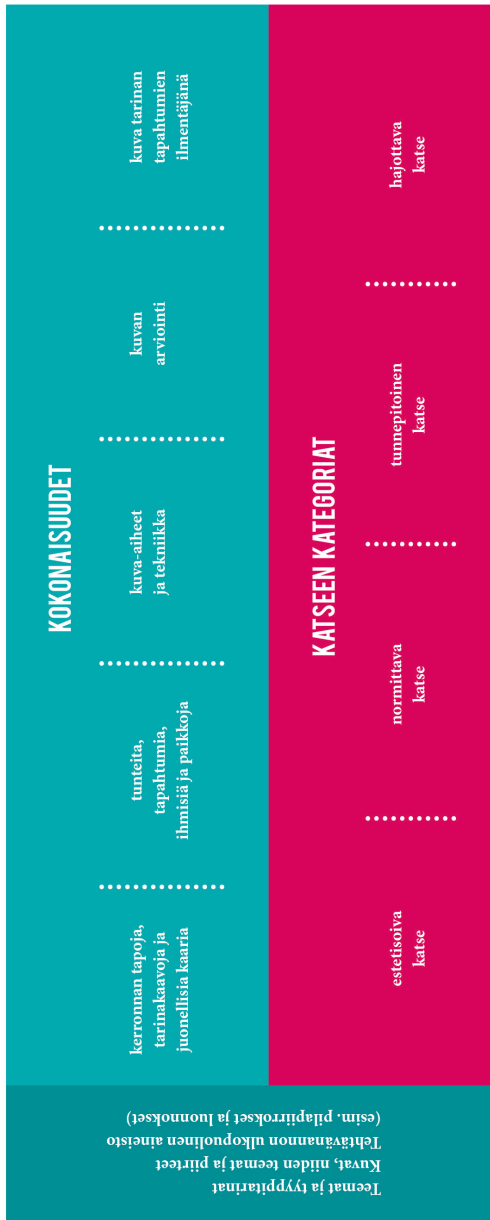 Teemat ja tyyppitarinat
Kuvat, niiden teemat ja piirteet
Tehtävänannon ulkopuolinen aineisto
(esim. pilapiirrokset ja luonnokset)
KOKONAISUUDET
kerronnan tapoja,
tarinakaavoja ja
juonellisia kaaria
tunteita,
tapahtumia,
ihmisiä ja paikkoja
kuva-aiheet
ja tekniikka
kuvan
arviointi
kuva tarinan
tapahtumien
ilmentäjänä
KATSEEN KATEGORIAT
estetisoiva
katse
normittava
katse
tunnepitoinen
katse
hajottava
katse